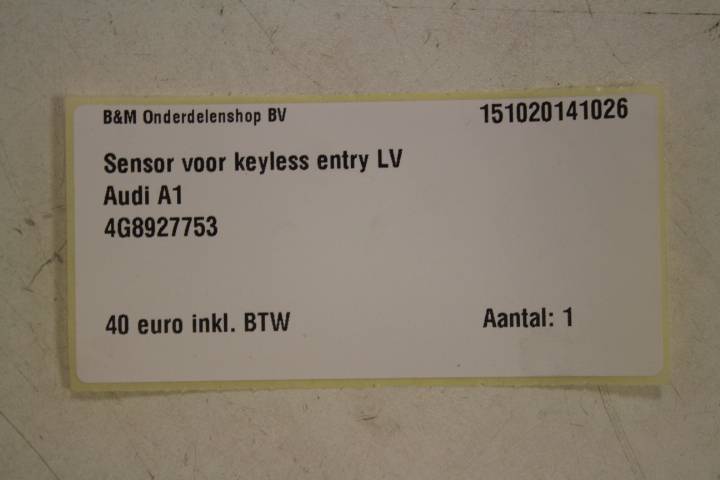 B&M Onderdelenshop BV 151020141026
Sensor voor keyless entry LV
Audi A1
4G8927753
40 euro inkl. BTW Aantal: 1